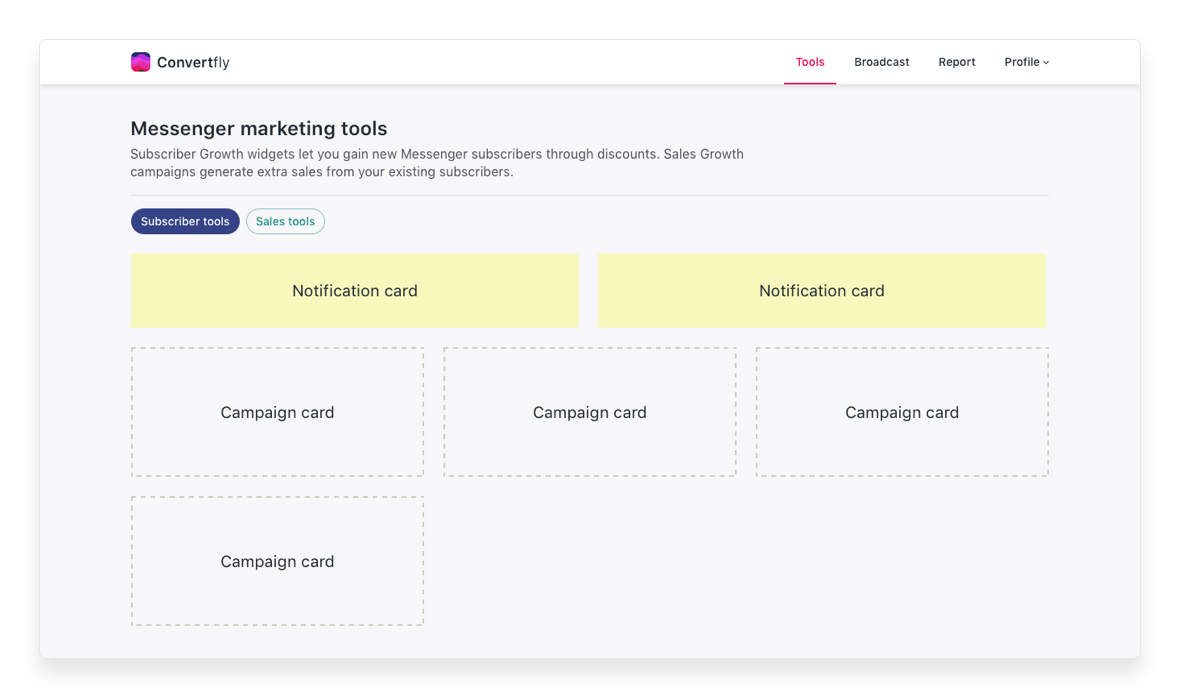 Convertfly
Tools Broadcast Report Profile
Messenger marketing tools
Subscriber Growth widgets let you gain new Messenger subscribers through discounts. Sales Growth
campaigns generate extra sales from your existing subscribers.
Subscriber tools Sales tools
Notification card Notification card
Campaign card Campaign card Campaign card
Campaign card